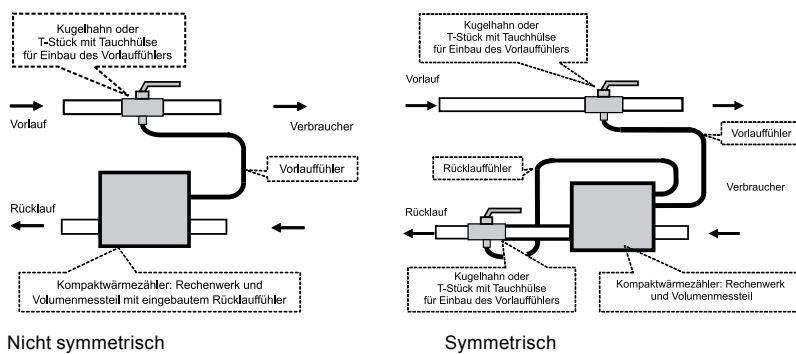 Kugelhahn oder
T-Stück mit Tauchhülse
für Einbau des Vorlauffühlers
Vorlauf
Verbraucher
Vorlauffühler
Rücklauf
Kompaktwärmezähler: Rechenwerk und
Volumenmessteil mit eingebautem Rücklauffühler
Nicht symmetrisch
Kugelhahn oder
T-Stück mit Tauchhülse
für Einbau des Vorlauffühlers
Vorlauf
Vorlauffühler
Rücklauffühler
Verbraucher
Rücklauf
Kugelhahn oder
T-Stück mit Tauchhülse
für Einbau des Vorlauffühlers
Kompaktwärmezähler: Rechenwerk
und Volumenmessteil
Symmetrisch